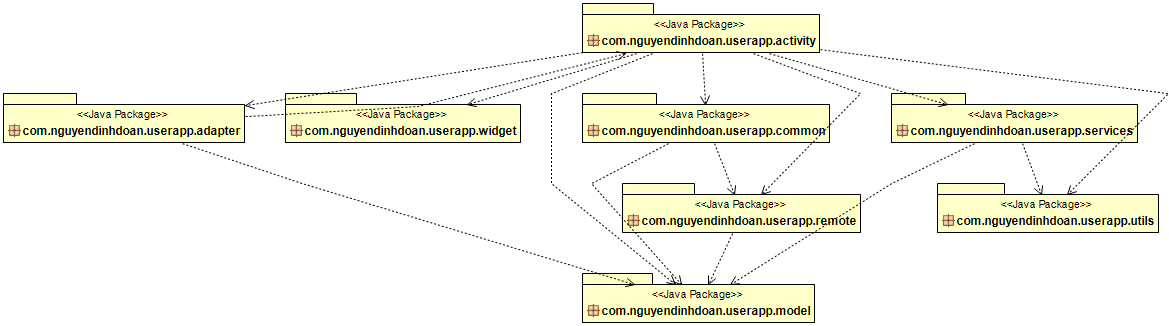 <<Java Package>>
com.nguyendinhdoan.userapp.activity
<<Java Package>>
com.nguyendinhdoan.userapp.adapter
<<Java Package>>
com.nguyendinhdoan.userapp.widget
<<Java Package>>
com.nguyendinhdoan.userapp.common
<<Java Package>>
com.nguyendinhdoan.userapp.services
<<Java Package>>
com.nguyendinhdoan.userapp.remote
<<Java Package>>
com.nguyendinhdoan.userapp.utils
<<Java Package>>
com.nguyendinhdoan.userapp.model